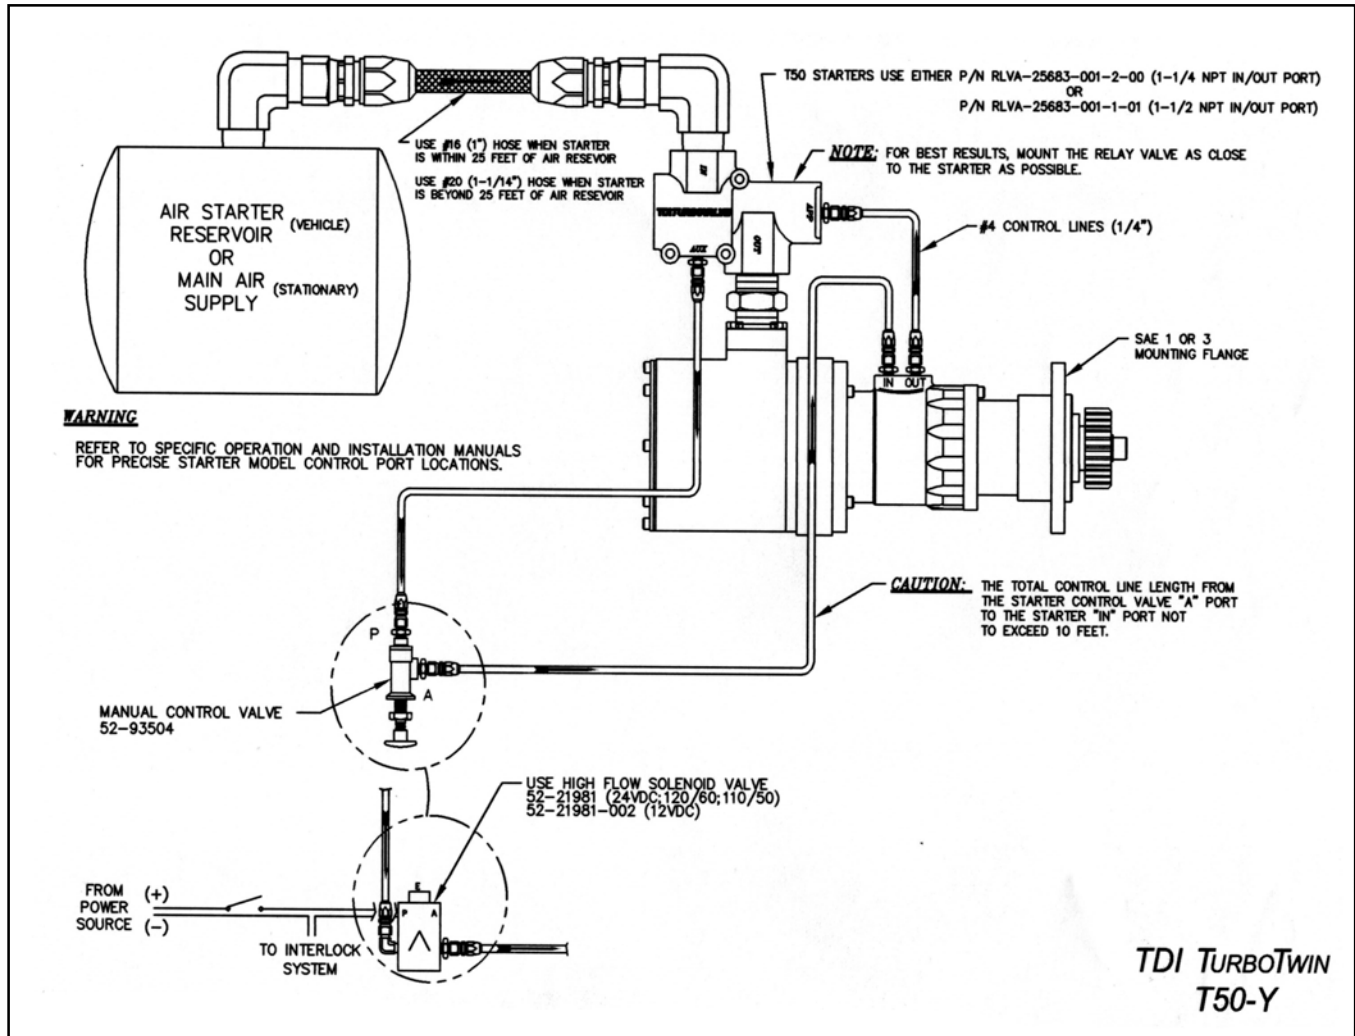 T50 STARTERS USE EITHER P/N RLVA-25683-001-2-00 (1-1/4 NPT IN/OUT PORT)
OR
P/N RLVA-25683-001-1-01 (1-1/2 NPT IN/OUT PORT)
USE #16 (1") HOSE WHEN STARTER
IS WITHIN 25 FEET OF AIR RESEVOIR
USE #20 (1-1/14") HOSE WHEN STARTER
IS BEYOND 25 FEET OF AIR RESEVOIR
NOTE: FOR BEST RESULTS, MOUNT THE RELAY VALVE AS CLOSE
TO THE STARTER AS POSSIBLE.
IN
AUX
OUT
#4 CONTROL LINES (1/4")
AIR STARTER (VEHICLE)
RESERVOIR
OR
MAIN AIR (STATIONARY)
SUPPLY
SAE 1 OR 3
MOUNTING FLANGE
IN OUT
WARNING
REFER TO SPECIFIC OPERATION AND INSTALLATION MANUALS
FOR PRECISE STARTER MODEL CONTROL PORT LOCATIONS.
CAUTION: THE TOTAL CONTROL LINE LENGTH FROM
THE STARTER CONTROL VALVE "A" PORT
TO THE STARTER "IN" PORT NOT
TO EXCEED 10 FEET.
P
A
MANUAL CONTROL VALVE
52-93504
USE HIGH FLOW SOLENOID VALVE
52-21981 (24VDC;120/60;110/50)
52-21981-002 (12VDC)
E
P A
FROM (+)
POWER
SOURCE (-)
TO INTERLOCK
SYSTEM
TDI TURBOTWIN
T50-Y